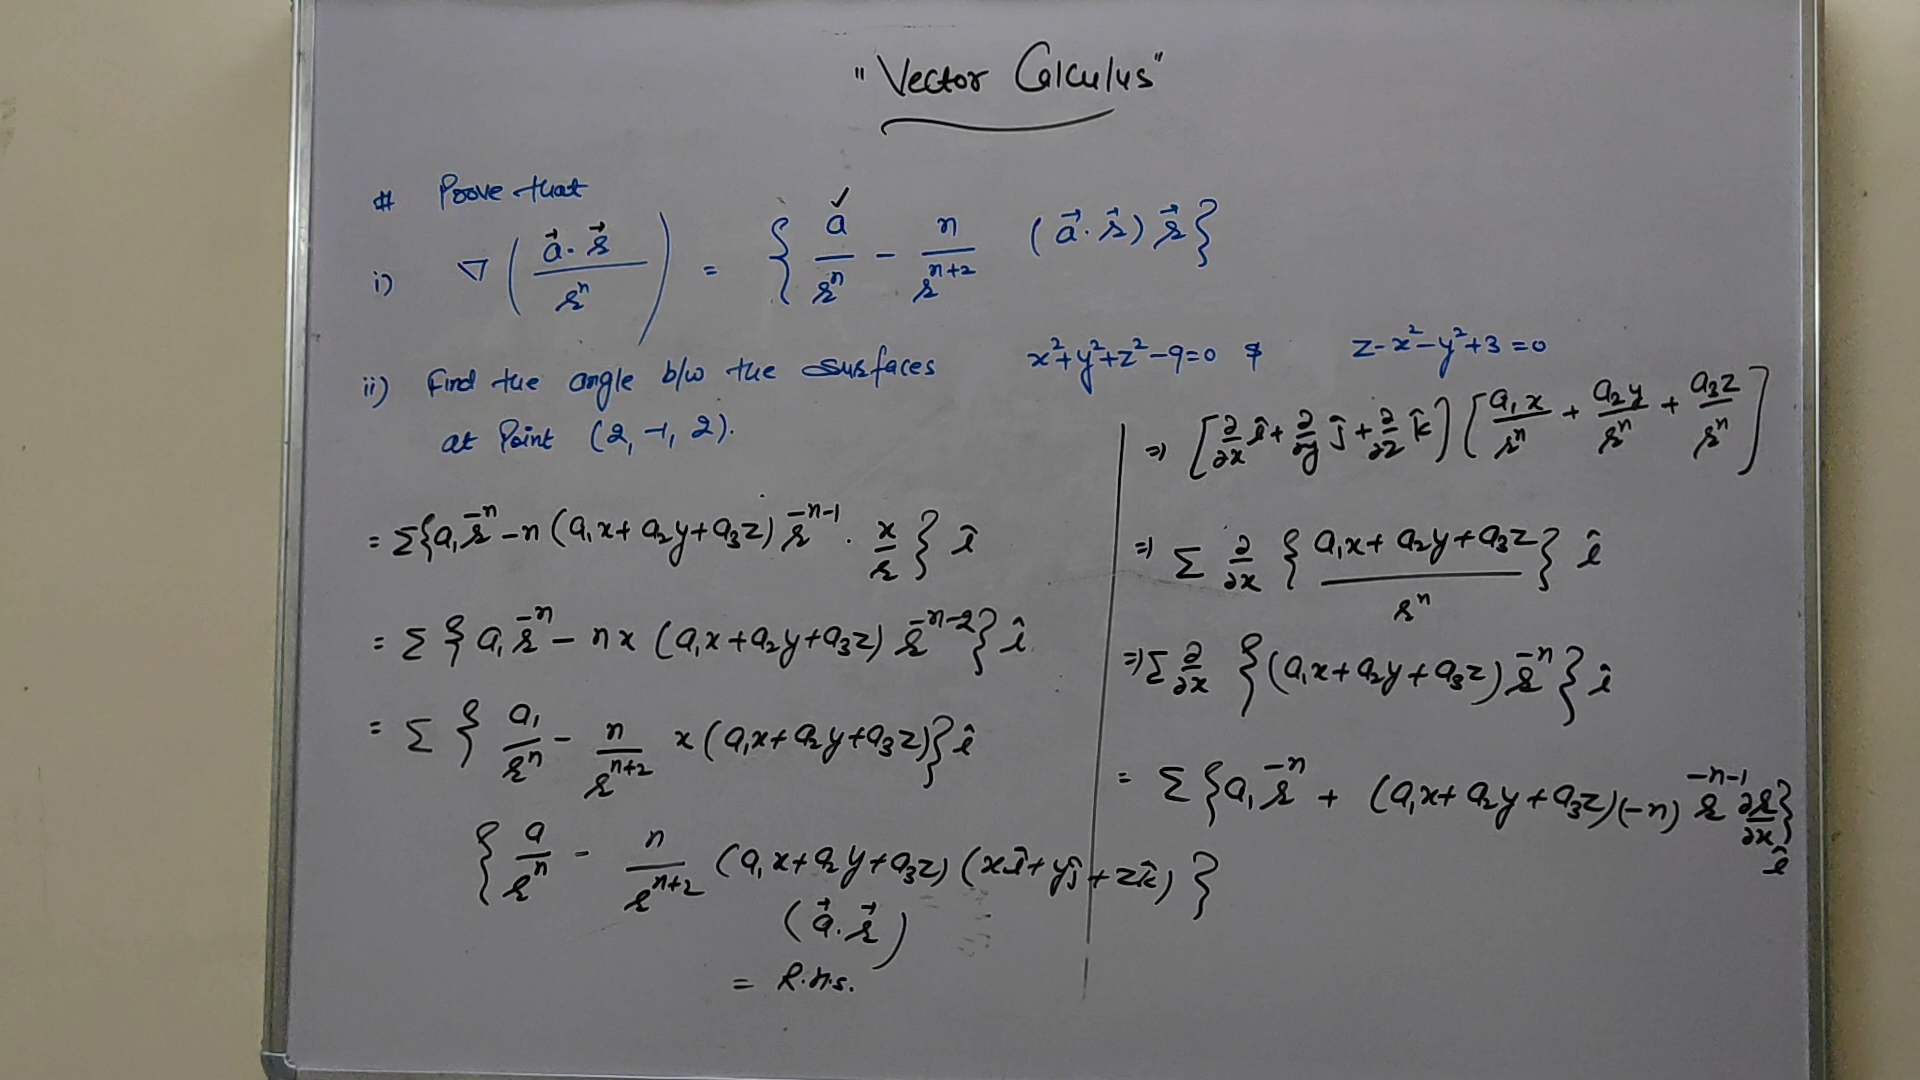 "Vector Calculus"
# Prove that
i) ∇ ( a⃗ · r⃗ / rⁿ ) = { a / rⁿ − n / rⁿ⁺² (a⃗ · r⃗) r⃗ }
ii) Find the angle b/w the surfaces x²+y²+z²−9=0 & z−x²−y²+3=0
at Point (2, −1, 2).
⇒ [∂/∂x î + ∂/∂y ĵ + ∂/∂z k̂] [a₁x/rⁿ + a₂y/rⁿ + a₃z/rⁿ]
⇒ Σ ∂/∂x { a₁x + a₂y + a₃z / rⁿ } î
⇒ Σ ∂/∂x {(a₁x + a₂y + a₃z) r⁻ⁿ} î
= Σ {a₁ r⁻ⁿ + (a₁x + a₂y + a₃z)(−n) r⁻ⁿ⁻¹ ∂r/∂x} î
= Σ{a₁ r⁻ⁿ − n (a₁x + a₂y + a₃z) r⁻ⁿ⁻¹ · x/r } î
= Σ { a₁ r⁻ⁿ − nx (a₁x + a₂y + a₃z) r⁻ⁿ⁻² } î
= Σ { a₁/rⁿ − n/rⁿ⁺² x (a₁x + a₂y + a₃z)} î
{ a/rⁿ − n/rⁿ⁺² (a₁x + a₂y + a₃z) (xî + yĵ + zk̂) }
(a⃗ · r⃗)
= R.H.S.